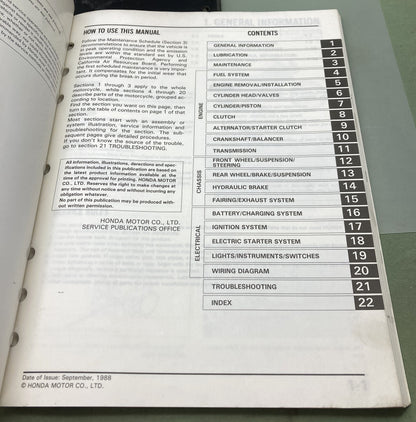 HOW TO USE THIS MANUAL
Follow the Maintenance Schedule (Section 3)
recommendations to ensure that the vehicle is
in peak operating condition and the emission
levels are within the standard set by U.S.
Environmental Protection Agency and
California Air Resources Board. Performing
the first scheduled maintenance is very impor-
tant. It compensates for the initial wear that
occurs during the break-in period.
Sections 1 through 3 apply to the whole
motorcycle, while sections 4 through 20
describe parts of the motorcycle, grouped ac-
cording to location.
Find the section you want on this page, then
turn to the table of contents on page 1 of that
section.
Most sections start with an assembly or
system illustration, service information and
troubleshooting for the section. The sub-
sequent pages give detailed procedures.
If you don't know the source of the trouble,
go to section 21 TROUBLESHOOTING.
All information, illustrations, directions and spec-
ifications included in this publication are based on
the latest product information available at the
time of the approval for printing. HONDA MOTOR
CO., LTD. Reserves the right to make changes at
any time without notice and without incurring any
obligation whatever.
No part of this publication may be produced with-
out written permission.
HONDA MOTOR CO., LTD.
SERVICE PUBLICATIONS OFFICE
CONTENTS
GENERAL INFORMATION 1
LUBRICATION 2
MAINTENANCE 3
FUEL SYSTEM 4
ENGINE
ENGINE REMOVAL/INSTALLATION 5
CYLINDER HEAD/VALVES 6
CYLINDER/PISTON 7
CLUTCH 8
ALTERNATOR/STARTER CLUTCH 9
CRANKSHAFT/BALANCER 10
TRANSMISSION 11
CHASSIS
FRONT WHEEL/SUSPENSION/
STEERING 12
REAR WHEEL/BRAKE/SUSPENSION 13
HYDRAULIC BRAKE 14
FAIRING/EXHAUST SYSTEM 15
ELECTRICAL
BATTERY/CHARGING SYSTEM 16
IGNITION SYSTEM 17
ELECTRIC STARTER SYSTEM 18
LIGHTS/INSTRUMENTS/SWITCHES 19
WIRING DIAGRAM 20
TROUBLESHOOTING 21
INDEX 22
Date of Issue: September, 1988
© HONDA MOTOR CO., LTD.